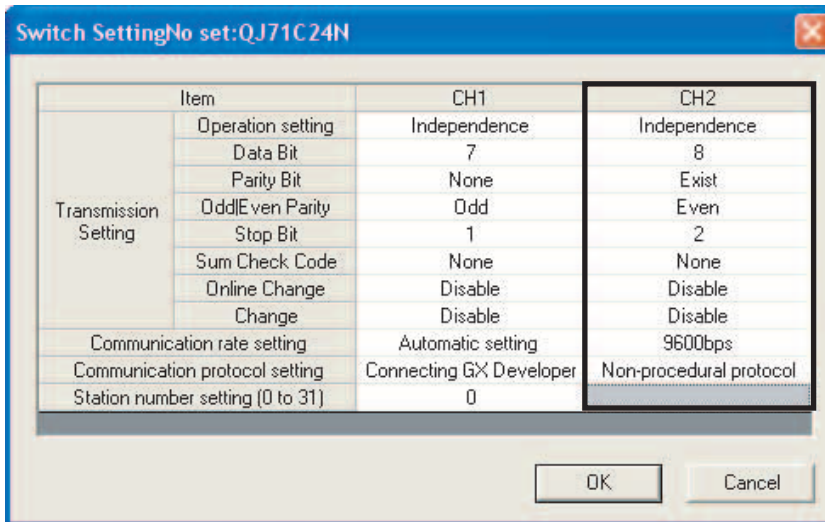 Switch SettingNo set:QJ71C24N
Item CH1 CH2
Operation setting Independence Independence
Data Bit 7 8
Parity Bit None Exist
Transmission Setting Odd|Even Parity Odd Even
Stop Bit 1 2
Sum Check Code None None
Online Change Disable Disable
Change Disable Disable
Communication rate setting Automatic setting 9600bps
Communication protocol setting Connecting GX Developer Non-procedural protocol
Station number setting (0 to 31) 0
OK Cancel